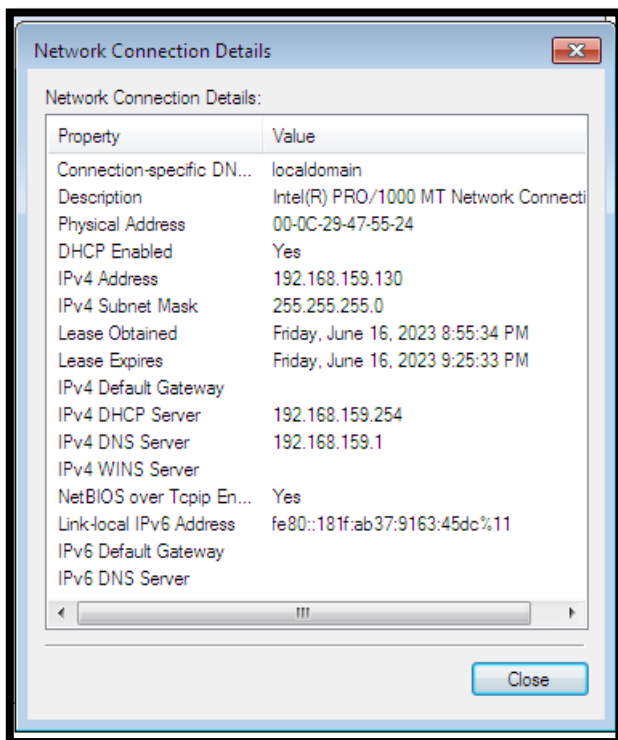 Network Connection Details
Network Connection Details:
Property Value
Connection-specific DN... localdomain
Description Intel(R) PRO/1000 MT Network Connecti
Physical Address 00-0C-29-47-55-24
DHCP Enabled Yes
IPv4 Address 192.168.159.130
IPv4 Subnet Mask 255.255.255.0
Lease Obtained Friday, June 16, 2023 8:55:34 PM
Lease Expires Friday, June 16, 2023 9:25:33 PM
IPv4 Default Gateway
IPv4 DHCP Server 192.168.159.254
IPv4 DNS Server 192.168.159.1
IPv4 WINS Server
NetBIOS over Tcpip En... Yes
Link-local IPv6 Address fe80::181f:ab37:9163:45dc%11
IPv6 Default Gateway
IPv6 DNS Server
Close